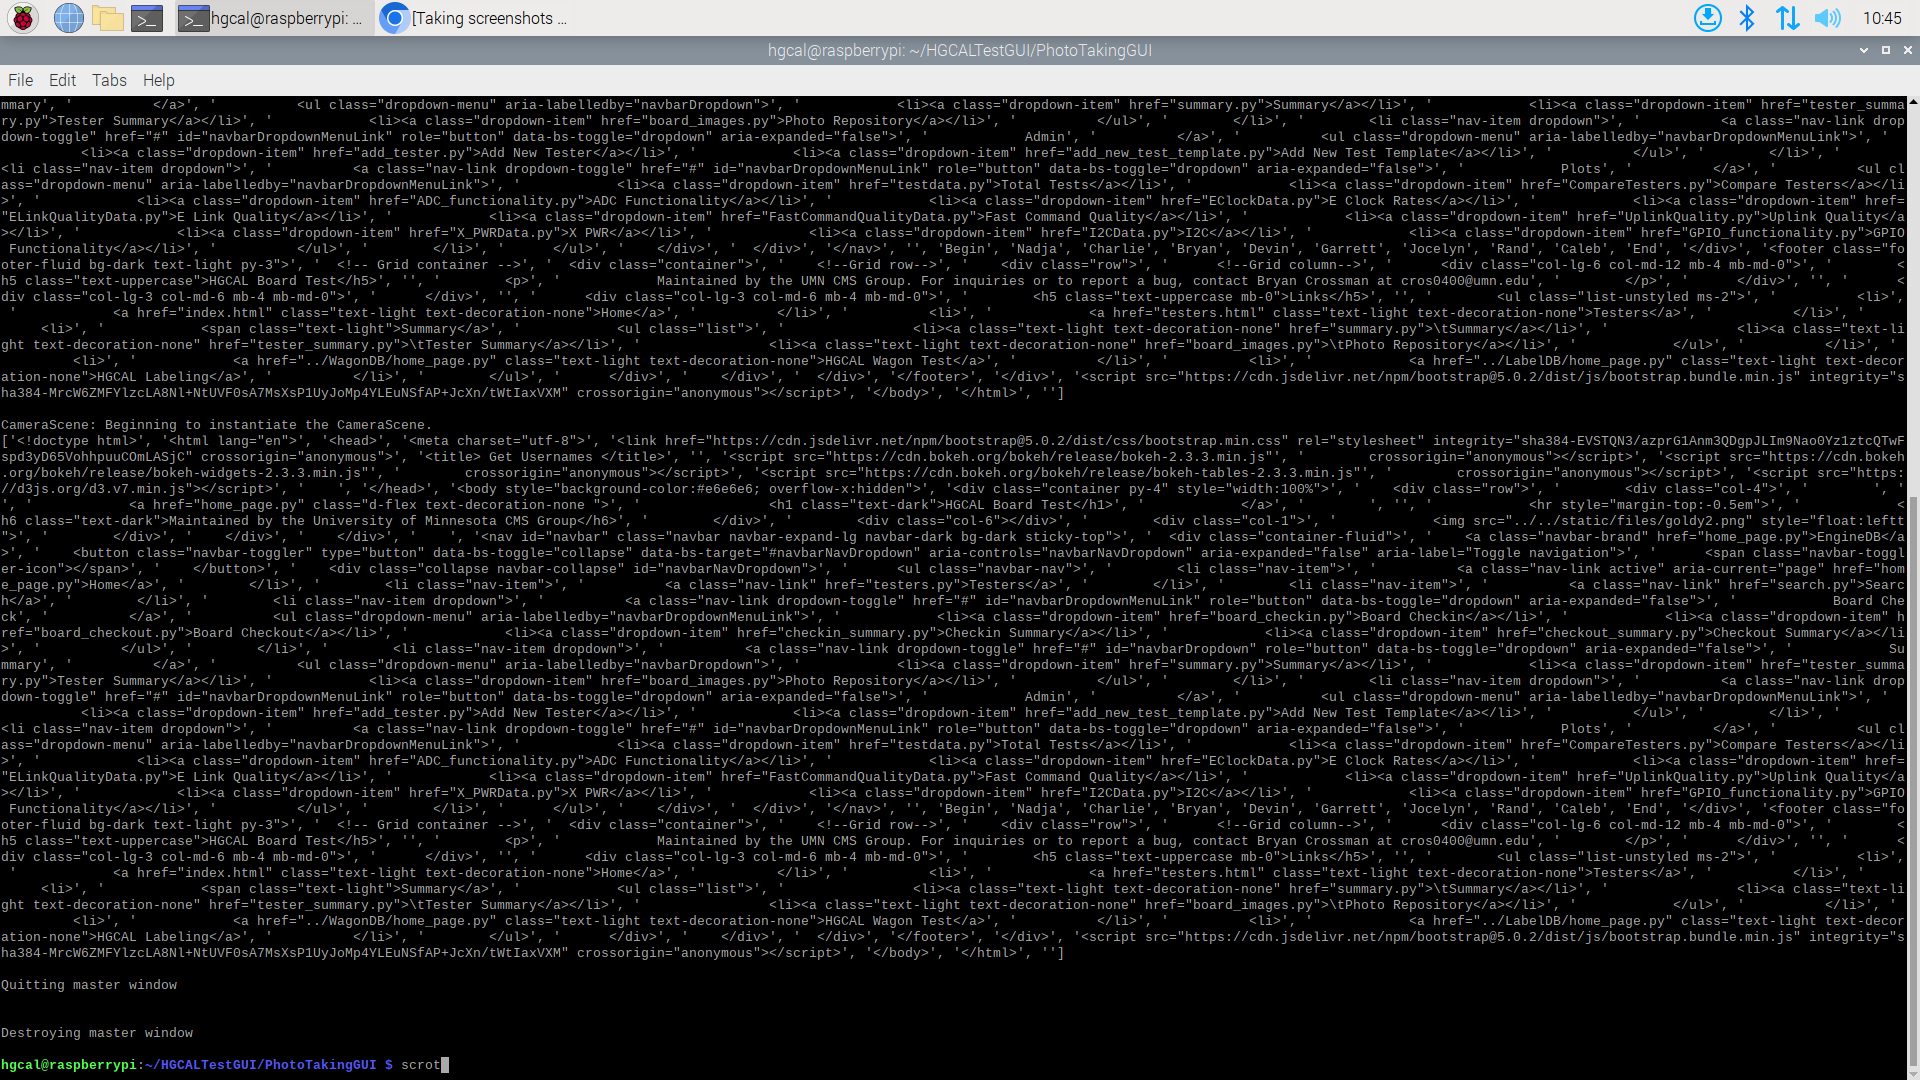 hgcal@raspberrypi: ...
[Taking screenshots ...
10:45
hgcal@raspberrypi: ~/HGCALTestGUI/PhotoTakingGUI
File Edit Tabs Help
mmary', ' </a>', ' <ul class="dropdown-menu" aria-labelledby="navbarDropdown">', ' <li><a class="dropdown-item" href="summary.py">Summary</a></li>', ' <li><a class="dropdown-item" href="tester_summa
ry.py">Tester Summary</a></li>', ' <li><a class="dropdown-item" href="board_images.py">Photo Repository</a></li>', ' </ul>', ' </li>', ' <li class="nav-item dropdown">', ' <a class="nav-link drop
down-toggle" href="#" id="navbarDropdownMenuLink" role="button" data-bs-toggle="dropdown" aria-expanded="false">', ' Admin', ' </a>', ' <ul class="dropdown-menu" aria-labelledby="navbarDropdownMenuLink">', '
<li><a class="dropdown-item" href="add_tester.py">Add New Tester</a></li>', ' <li><a class="dropdown-item" href="add_new_test_template.py">Add New Test Template</a></li>', ' </ul>', ' </li>', '
<li class="nav-item dropdown">', ' <a class="nav-link dropdown-toggle" href="#" id="navbarDropdownMenuLink" role="button" data-bs-toggle="dropdown" aria-expanded="false">', ' Plots', ' </a>', ' <ul cl
ass="dropdown-menu" aria-labelledby="navbarDropdownMenuLink">', ' <li><a class="dropdown-item" href="testdata.py">Total Tests</a></li>', ' <li><a class="dropdown-item" href="CompareTesters.py">Compare Testers</a></li
>', ' <li><a class="dropdown-item" href="ADC_functionality.py">ADC Functionality</a></li>', ' <li><a class="dropdown-item" href="EClockData.py">E Clock Rates</a></li>', ' <li><a class="dropdown-item" href=
"ELinkQualityData.py">E Link Quality</a></li>', ' <li><a class="dropdown-item" href="FastCommandQualityData.py">Fast Command Quality</a></li>', ' <li><a class="dropdown-item" href="UplinkQuality.py">Uplink Quality</a
></li>', ' <li><a class="dropdown-item" href="X_PWRData.py">X PWR</a></li>', ' <li><a class="dropdown-item" href="I2CData.py">I2C</a></li>', ' <li><a class="dropdown-item" href="GPIO_functionality.py">GPIO
Functionality</a></li>', ' </ul>', ' </li>', ' </ul>', ' </div>', ' </div>', '</nav>', '', 'Begin', 'Nadja', 'Charlie', 'Bryan', 'Devin', 'Garrett', 'Jocelyn', 'Rand', 'Caleb', 'End', '</div>', '<footer class="foo
oter-fluid bg-dark text-light py-3">', ' <!-- Grid container -->', ' <div class="container">', ' <!--Grid row-->', ' <div class="row">', ' <!--Grid column-->', ' <div class="col-lg-6 col-md-12 mb-4 mb-md-0">', ' <
h5 class="text-uppercase">HGCAL Board Test</h5>', '', ' <p>', ' Maintained by the UMN CMS Group. For inquiries or to report a bug, contact Bryan Crossman at cros0400@umn.edu', ' </p>', ' </div>', '', ' <
div class="col-lg-3 col-md-6 mb-4 mb-md-0">', ' </div>', '', ' <div class="col-lg-3 col-md-6 mb-4 mb-md-0">', ' <h5 class="text-uppercase mb-0">Links</h5>', '', ' <ul class="list-unstyled ms-2">', ' <li>',
' <a href="index.html" class="text-light text-decoration-none">Home</a>', ' </li>', ' <li>', ' <a href="testers.html" class="text-light text-decoration-none">Testers</a>', ' </li>', '
<li>', ' <span class="text-light">Summary</a>', ' <ul class="list">', ' <li><a class="text-light text-decoration-none" href="summary.py">\tSummary</a></li>', ' <li><a class="text-li
ght text-decoration-none" href="tester_summary.py">\tTester Summary</a></li>', ' <li><a class="text-light text-decoration-none" href="board_images.py">\tPhoto Repository</a></li>', ' </ul>', ' </li>', '
<li>', ' <a href="../WagonDB/home_page.py" class="text-light text-decoration-none">HGCAL Wagon Test</a>', ' </li>', ' <li>', ' <a href="../LabelDB/home_page.py" class="text-light text-decor
ation-none">HGCAL Labeling</a>', ' </li>', ' </ul>', ' </div>', ' </div>', ' </div>', '</footer>', '</div>', '<script src="https://cdn.jsdelivr.net/npm/bootstrap@5.0.2/dist/js/bootstrap.bundle.min.js" integrity="s
ha384-MrcW6ZMFYlzcLA8Nl+NtUVF0sA7MsXsP1UyJoMp4YLEuNSfAP+JcXn/tWtIaxVXM" crossorigin="anonymous"></script>', '</body>', '</html>', '']
CameraScene: Beginning to instantiate the CameraScene.
['<!doctype html>', '<html lang="en">', '<head>', '<meta charset="utf-8">', '<link href="https://cdn.jsdelivr.net/npm/bootstrap@5.0.2/dist/css/bootstrap.min.css" rel="stylesheet" integrity="sha384-EVSTQN3/azprG1Anm3QDgpJLIm9Nao0Yz1ztcQTwF
spd3yD65VohhpuuCOmLASjC" crossorigin="anonymous">', '<title> Get Usernames </title>', '', '<script src="https://cdn.bokeh.org/bokeh/release/bokeh-2.3.3.min.js"', ' crossorigin="anonymous"></script>', '<script src="https://cdn.bokeh
.org/bokeh/release/bokeh-widgets-2.3.3.min.js"', ' crossorigin="anonymous"></script>', '<script src="https://cdn.bokeh.org/bokeh/release/bokeh-tables-2.3.3.min.js"', ' crossorigin="anonymous"></script>', '<script src="https:
//d3js.org/d3.v7.min.js"></script>', ' ', '</head>', '<body style="background-color:#e6e6e6; overflow-x:hidden">', '<div class="container py-4" style="width:100%">', ' <div class="row">', ' <div class="col-4">', ' ', '
', ' <a href="home_page.py" class="d-flex text-decoration-none ">', ' <h1 class="text-dark">HGCAL Board Test</h1>', ' </a>', ' ', '', ' <hr style="margin-top:-0.5em">', ' <
h6 class="text-dark">Maintained by the University of Minnesota CMS Group</h6>', ' </div>', ' <div class="col-6"></div>', ' <div class="col-1">', ' <img src="../../static/files/goldy2.png" style="float:leftt
">', ' </div>', ' </div>', ' </div>', ' ', '<nav id="navbar" class="navbar navbar-expand-lg navbar-dark bg-dark sticky-top">', ' <div class="container-fluid">', ' <a class="navbar-brand" href="home_page.py">EngineDB</a
>', ' <button class="navbar-toggler" type="button" data-bs-toggle="collapse" data-bs-target="#navbarNavDropdown" aria-controls="navbarNavDropdown" aria-expanded="false" aria-label="Toggle navigation">', ' <span class="navbar-toggl
er-icon"></span>', ' </button>', ' <div class="collapse navbar-collapse" id="navbarNavDropdown">', ' <ul class="navbar-nav">', ' <li class="nav-item">', ' <a class="nav-link active" aria-current="page" href="hom
e_page.py">Home</a>', ' </li>', ' <li class="nav-item">', ' <a class="nav-link" href="testers.py">Testers</a>', ' </li>', ' <li class="nav-item">', ' <a class="nav-link" href="search.py">Searc
h</a>', ' </li>', ' <li class="nav-item dropdown">', ' <a class="nav-link dropdown-toggle" href="#" id="navbarDropdownMenuLink" role="button" data-bs-toggle="dropdown" aria-expanded="false">', ' Board Che
ck', ' </a>', ' <ul class="dropdown-menu" aria-labelledby="navbarDropdownMenuLink">', ' <li><a class="dropdown-item" href="board_checkin.py">Board Checkin</a></li>', ' <li><a class="dropdown-item" h
ref="board_checkout.py">Board Checkout</a></li>', ' <li><a class="dropdown-item" href="checkin_summary.py">Checkin Summary</a></li>', ' <li><a class="dropdown-item" href="checkout_summary.py">Checkout Summary</a></li
>', ' </ul>', ' </li>', ' <li class="nav-item dropdown">', ' <a class="nav-link dropdown-toggle" href="#" id="navbarDropdown" role="button" data-bs-toggle="dropdown" aria-expanded="false">', ' Su
mmary', ' </a>', ' <ul class="dropdown-menu" aria-labelledby="navbarDropdown">', ' <li><a class="dropdown-item" href="summary.py">Summary</a></li>', ' <li><a class="dropdown-item" href="tester_summa
ry.py">Tester Summary</a></li>', ' <li><a class="dropdown-item" href="board_images.py">Photo Repository</a></li>', ' </ul>', ' </li>', ' <li class="nav-item dropdown">', ' <a class="nav-link drop
down-toggle" href="#" id="navbarDropdownMenuLink" role="button" data-bs-toggle="dropdown" aria-expanded="false">', ' Admin', ' </a>', ' <ul class="dropdown-menu" aria-labelledby="navbarDropdownMenuLink">', '
<li><a class="dropdown-item" href="add_tester.py">Add New Tester</a></li>', ' <li><a class="dropdown-item" href="add_new_test_template.py">Add New Test Template</a></li>', ' </ul>', ' </li>', '
<li class="nav-item dropdown">', ' <a class="nav-link dropdown-toggle" href="#" id="navbarDropdownMenuLink" role="button" data-bs-toggle="dropdown" aria-expanded="false">', ' Plots', ' </a>', ' <ul cl
ass="dropdown-menu" aria-labelledby="navbarDropdownMenuLink">', ' <li><a class="dropdown-item" href="testdata.py">Total Tests</a></li>', ' <li><a class="dropdown-item" href="CompareTesters.py">Compare Testers</a></li
>', ' <li><a class="dropdown-item" href="ADC_functionality.py">ADC Functionality</a></li>', ' <li><a class="dropdown-item" href="EClockData.py">E Clock Rates</a></li>', ' <li><a class="dropdown-item" href=
"ELinkQualityData.py">E Link Quality</a></li>', ' <li><a class="dropdown-item" href="FastCommandQualityData.py">Fast Command Quality</a></li>', ' <li><a class="dropdown-item" href="UplinkQuality.py">Uplink Quality</a
></li>', ' <li><a class="dropdown-item" href="X_PWRData.py">X PWR</a></li>', ' <li><a class="dropdown-item" href="I2CData.py">I2C</a></li>', ' <li><a class="dropdown-item" href="GPIO_functionality.py">GPIO
Functionality</a></li>', ' </ul>', ' </li>', ' </ul>', ' </div>', ' </div>', '</nav>', '', 'Begin', 'Nadja', 'Charlie', 'Bryan', 'Devin', 'Garrett', 'Jocelyn', 'Rand', 'Caleb', 'End', '</div>', '<footer class="foo
oter-fluid bg-dark text-light py-3">', ' <!-- Grid container -->', ' <div class="container">', ' <!--Grid row-->', ' <div class="row">', ' <!--Grid column-->', ' <div class="col-lg-6 col-md-12 mb-4 mb-md-0">', ' <
h5 class="text-uppercase">HGCAL Board Test</h5>', '', ' <p>', ' Maintained by the UMN CMS Group. For inquiries or to report a bug, contact Bryan Crossman at cros0400@umn.edu', ' </p>', ' </div>', '', ' <
div class="col-lg-3 col-md-6 mb-4 mb-md-0">', ' </div>', '', ' <div class="col-lg-3 col-md-6 mb-4 mb-md-0">', ' <h5 class="text-uppercase mb-0">Links</h5>', '', ' <ul class="list-unstyled ms-2">', ' <li>',
' <a href="index.html" class="text-light text-decoration-none">Home</a>', ' </li>', ' <li>', ' <a href="testers.html" class="text-light text-decoration-none">Testers</a>', ' </li>', '
<li>', ' <span class="text-light">Summary</a>', ' <ul class="list">', ' <li><a class="text-light text-decoration-none" href="summary.py">\tSummary</a></li>', ' <li><a class="text-li
ght text-decoration-none" href="tester_summary.py">\tTester Summary</a></li>', ' <li><a class="text-light text-decoration-none" href="board_images.py">\tPhoto Repository</a></li>', ' </ul>', ' </li>', '
<li>', ' <a href="../WagonDB/home_page.py" class="text-light text-decoration-none">HGCAL Wagon Test</a>', ' </li>', ' <li>', ' <a href="../LabelDB/home_page.py" class="text-light text-decor
ation-none">HGCAL Labeling</a>', ' </li>', ' </ul>', ' </div>', ' </div>', ' </div>', '</footer>', '</div>', '<script src="https://cdn.jsdelivr.net/npm/bootstrap@5.0.2/dist/js/bootstrap.bundle.min.js" integrity="s
ha384-MrcW6ZMFYlzcLA8Nl+NtUVF0sA7MsXsP1UyJoMp4YLEuNSfAP+JcXn/tWtIaxVXM" crossorigin="anonymous"></script>', '</body>', '</html>', '']
Quitting master window
Destroying master window
hgcal@raspberrypi:~/HGCALTestGUI/PhotoTakingGUI $ scrot